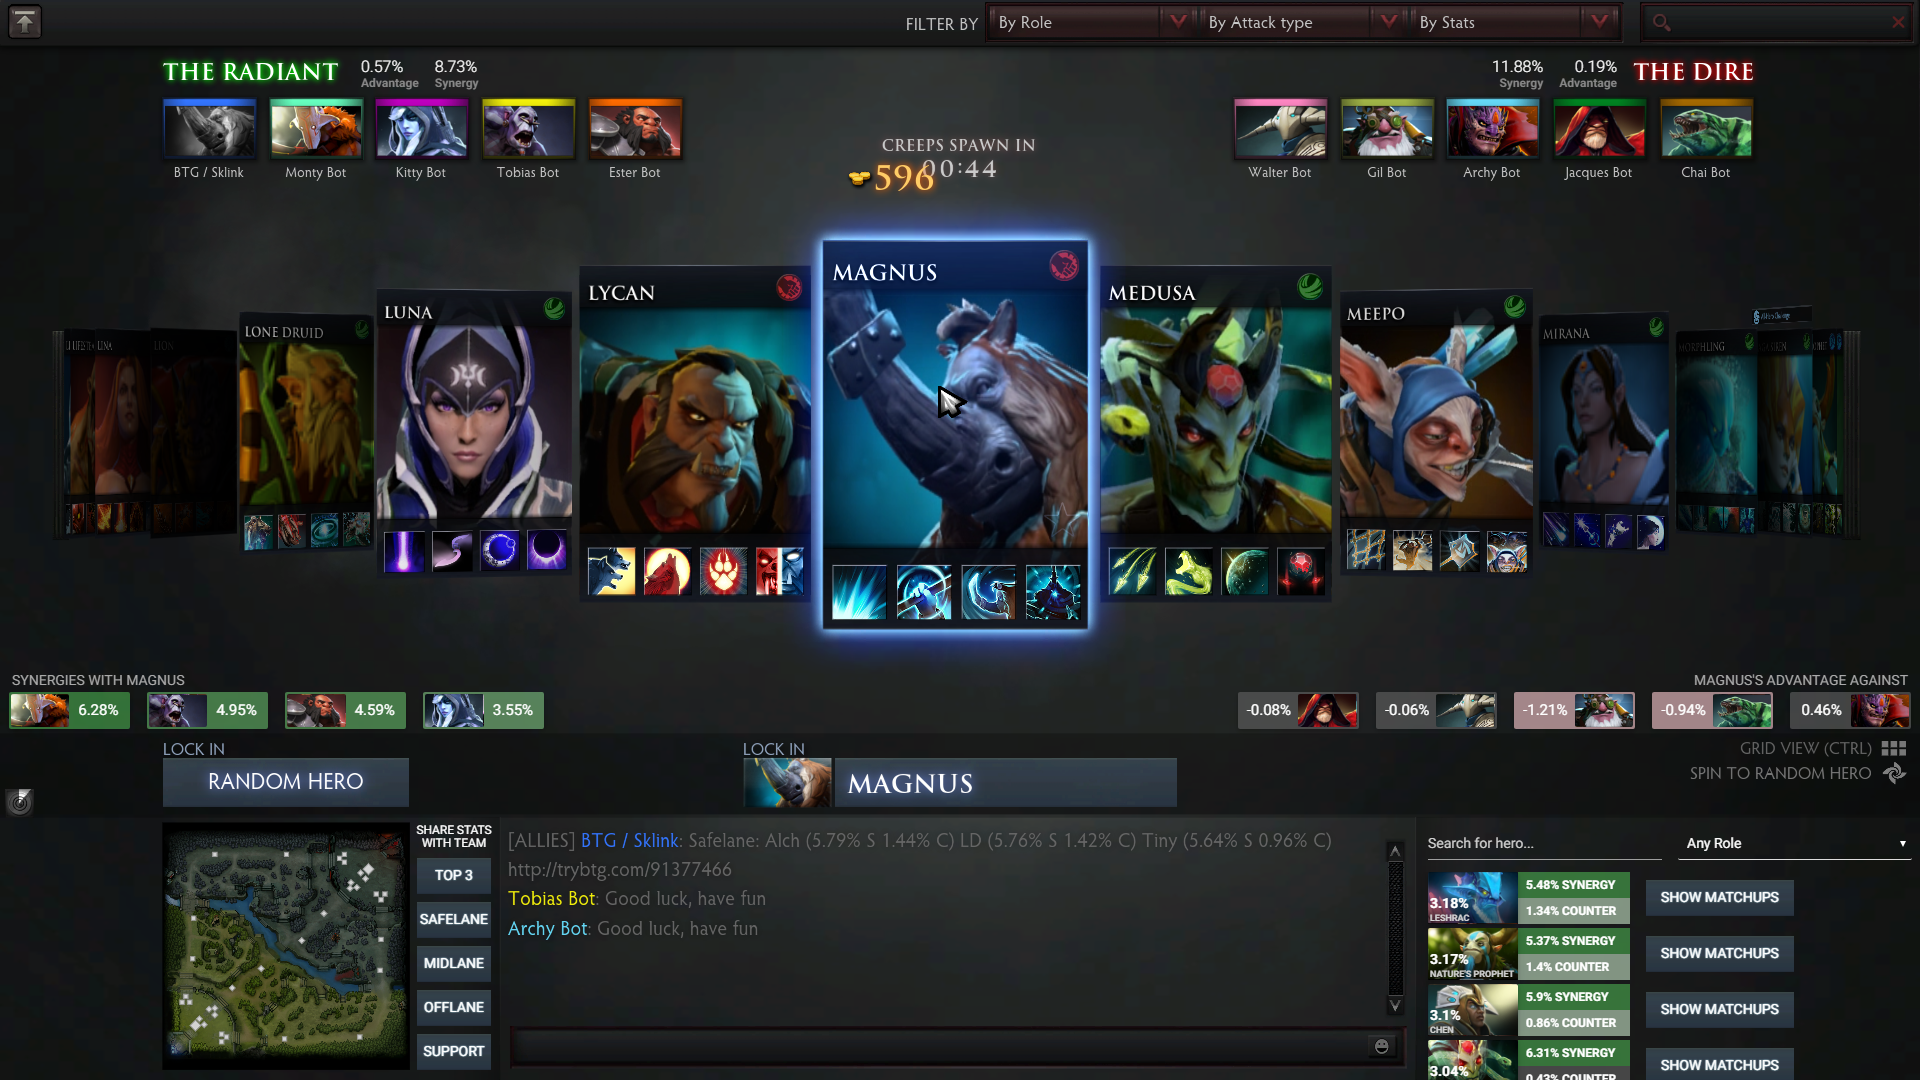 FILTER BY
By Role
By Attack type
By Stats
THE RADIANT
0.57%
Advantage
8.73%
Synergy
11.88%
Synergy
0.19%
Advantage
THE DIRE
BTG / Sklink
Monty Bot
Kitty Bot
Tobias Bot
Ester Bot
CREEPS SPAWN IN
00:44
596
Walter Bot
Gil Bot
Archy Bot
Jacques Bot
Chai Bot
LINA
LION
LONE DRUID
LUNA
LYCAN
MAGNUS
MEDUSA
MEEPO
MIRANA
MORPHLING
SYNERGIES WITH MAGNUS
6.28%
4.95%
4.59%
3.55%
MAGNUS'S ADVANTAGE AGAINST
-0.08%
-0.06%
-1.21%
-0.94%
0.46%
LOCK IN
RANDOM HERO
LOCK IN
MAGNUS
GRID VIEW (CTRL)
SPIN TO RANDOM HERO
SHARE STATS
WITH TEAM
TOP 3
SAFELANE
MIDLANE
OFFLANE
SUPPORT
[ALLIES] BTG / Sklink: Safelane: Alch (5.79% S 1.44% C) LD (5.76% S 1.42% C) Tiny (5.64% S 0.96% C)
http://trybtg.com/91377466
Tobias Bot: Good luck, have fun
Archy Bot: Good luck, have fun
Search for hero...
Any Role
3.18%
LESHRAC
5.48% SYNERGY
1.34% COUNTER
SHOW MATCHUPS
3.17%
NATURE'S PROPHET
5.37% SYNERGY
1.4% COUNTER
SHOW MATCHUPS
3.1%
CHEN
5.9% SYNERGY
0.86% COUNTER
SHOW MATCHUPS
3.04%
6.31% SYNERGY
0.43% COUNTER
SHOW MATCHUPS